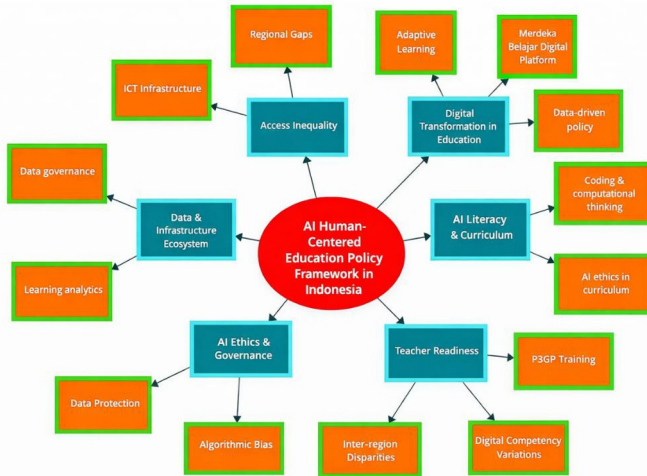 Regional Gaps
Adaptive
Learning
Merdeka
Belajar Digital
Platform
ICT Infrastructure
Access Inequality
Digital
Transformation in
Education
Data-driven
policy
Data governance
Data &
Infrastructure
Ecosystem
AI Human-
Centered
Education Policy
Framework in
Indonesia
AI Literacy
& Curriculum
Coding &
computational
thinking
Learning analytics
AI ethics in
curriculum
AI Ethics &
Governance
Teacher Readiness
P3GP Training
Data Protection
Algorithmic Bias
Inter-region
Disparities
Digital Competency
Variations